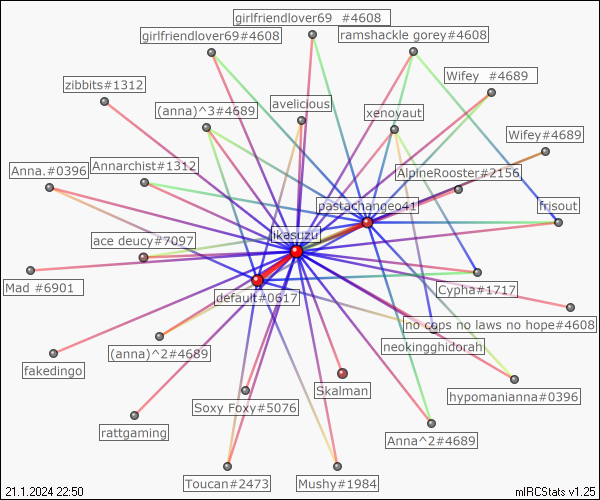 girlfriendlover69  #4608
girlfriendlover69#4608
ramshackle gorey#4608
Wifey  #4689
zibbits#1312
avelicious
(anna)^3#4689
xenoyaut
Wifey#4689
Anna.#0396
Annarchist#1312
AlpineRooster#2156
pastachangeo41
frisout
ikasuzu
ace deucy#7097
Mad #6901
Cypha#1717
default#0617
no cops no laws no hope#4608
neokingghidorah
(anna)^2#4689
fakedingo
Skalman
hypomanianna#0396
Soxy Foxy#5076
rattgaming
Anna^2#4689
Toucan#2473
Mushy#1984
21.1.2024 22:50
mIRCStats v1.25